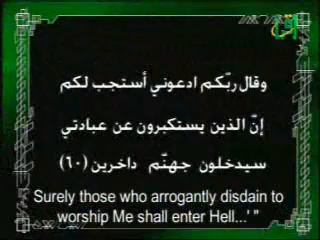 وقال ربّكم ادعوني أستجب لكم
إنّ الذين يستكبرون عن عبادتي
سيدخلون جهنّم داخرين (٦٠)
Surely those who arrogantly disdain to
worship Me shall enter Hell...' "